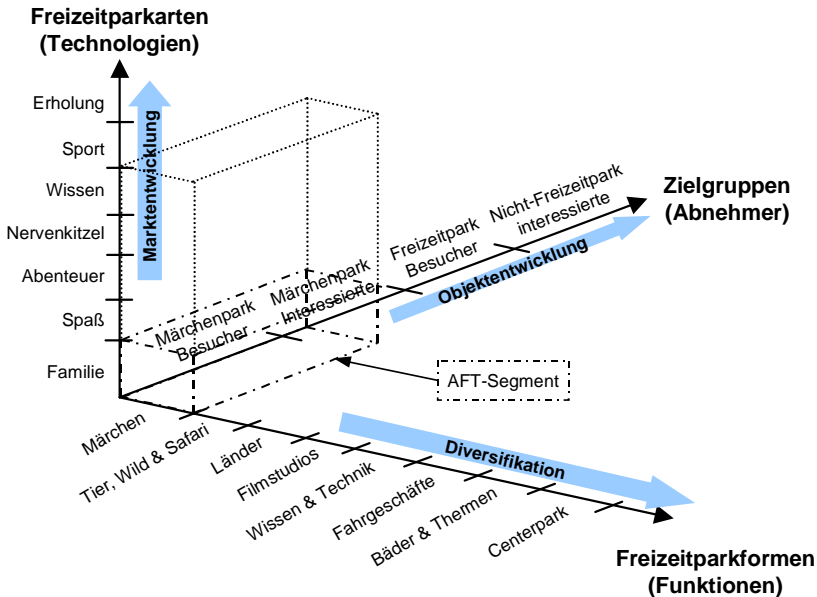 Freizeitparkarten
(Technologien)
Erholung
Sport
Wissen
Nervenkitzel
Abenteuer
Spaß
Familie
Marktentwicklung
Märchenpark
Besucher
Märchenpark
Interessierte
Freizeitpark
Besucher
Nicht-Freizeitpark
interessierte
Zielgruppen
(Abnehmer)
Objektentwicklung
AFT-Segment
Märchen
Tier, Wild & Safari
Länder
Filmstudios
Wissen & Technik
Fahrgeschäfte
Bäder & Thermen
Centerpark
Diversifikation
Freizeitparkformen
(Funktionen)